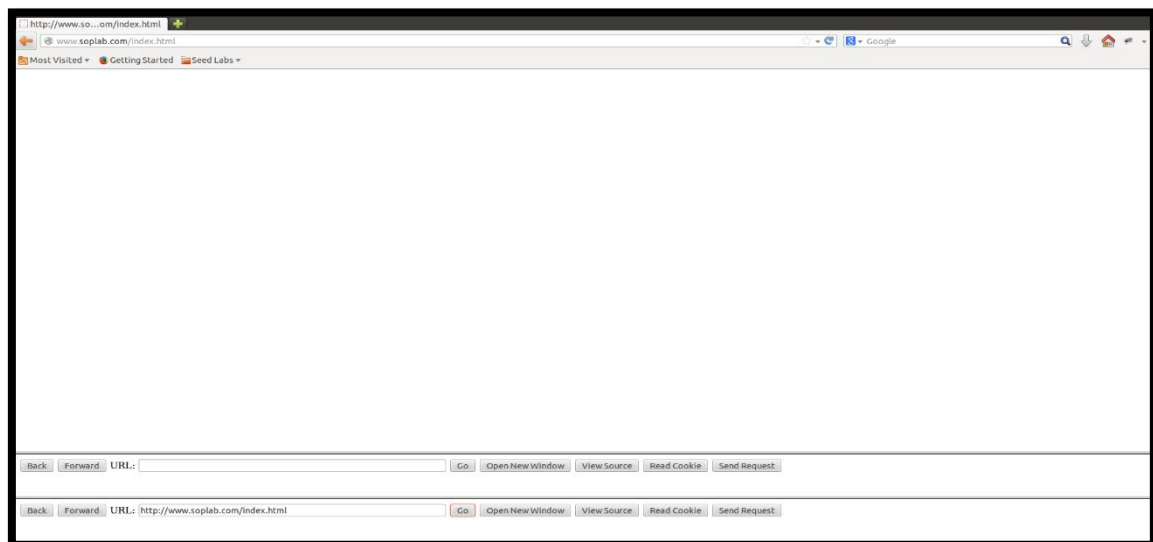 http://www.so...om/index.html
www.soplab.com/index.html Google
Most Visited Getting Started Seed Labs
Back Forward URL: Go Open New Window View Source Read Cookie Send Request
Back Forward URL: http://www.soplab.com/index.html Go Open New Window View Source Read Cookie Send Request